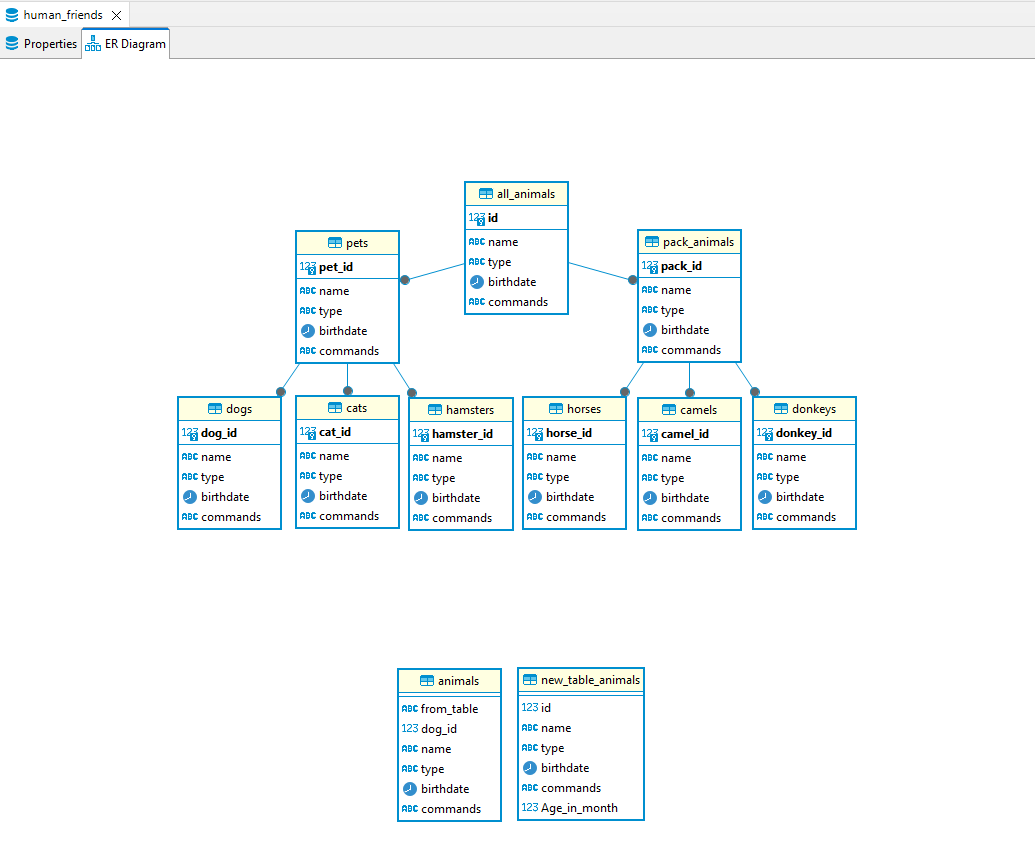 human_friends
Properties
ER Diagram
all_animals
123 id
ABC name
ABC type
birthdate
ABC commands
pets
123 pet_id
ABC name
ABC type
birthdate
ABC commands
pack_animals
123 pack_id
ABC name
ABC type
birthdate
ABC commands
dogs
123 dog_id
ABC name
ABC type
birthdate
ABC commands
cats
123 cat_id
ABC name
ABC type
birthdate
ABC commands
hamsters
123 hamster_id
ABC name
ABC type
birthdate
ABC commands
horses
123 horse_id
ABC name
ABC type
birthdate
ABC commands
camels
123 camel_id
ABC name
ABC type
birthdate
ABC commands
donkeys
123 donkey_id
ABC name
ABC type
birthdate
ABC commands
animals
ABC from_table
123 dog_id
ABC name
ABC type
birthdate
ABC commands
new_table_animals
123 id
ABC name
ABC type
birthdate
ABC commands
123 Age_in_month